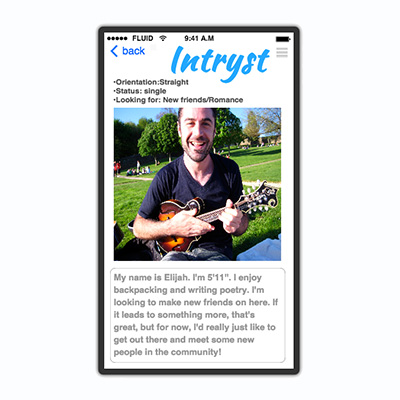 ●●●●● FLUID 9:41 A.M
back
Intryst
•Orientation:Straight
•Status: single
•Looking for: New friends/Romance
My name is Elijah. I'm 5'11". I enjoy
backpacking and writing poetry. I'm
looking to make new friends on here. If
it leads to something more, that's
great, but for now, I'd really just like to
get out there and meet some new
people in the community!